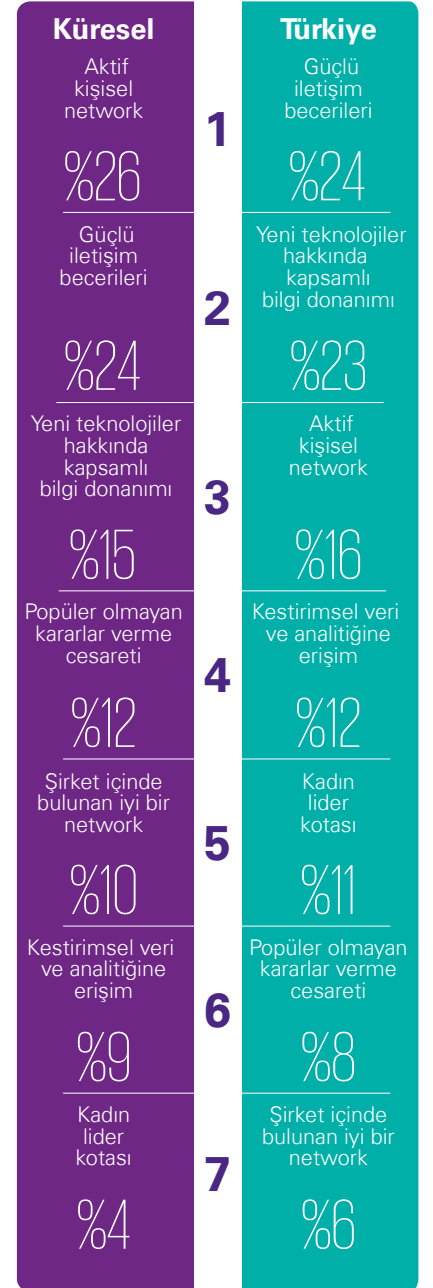 Küresel
Aktif
kişisel
network
%26
Güçlü
iletişim
becerileri
%24
Yeni teknolojiler
hakkında
kapsamlı
bilgi donanımı
%15
Popüler olmayan
kararlar verme
cesareti
%12
Şirket içinde
bulunan iyi bir
network
%10
Kestirimsel veri
ve analitiğine
erişim
%9
Kadın
lider
kotası
%4
1
2
3
4
5
6
7
Türkiye
Güçlü
iletişim
becerileri
%24
Yeni teknolojiler
hakkında
kapsamlı
bilgi donanımı
%23
Aktif
kişisel
network
%16
Kestirimsel veri
ve analitiğine
erişim
%12
Kadın
lider
kotası
%11
Popüler olmayan
kararlar verme
cesareti
%8
Şirket içinde
bulunan iyi bir
network
%6